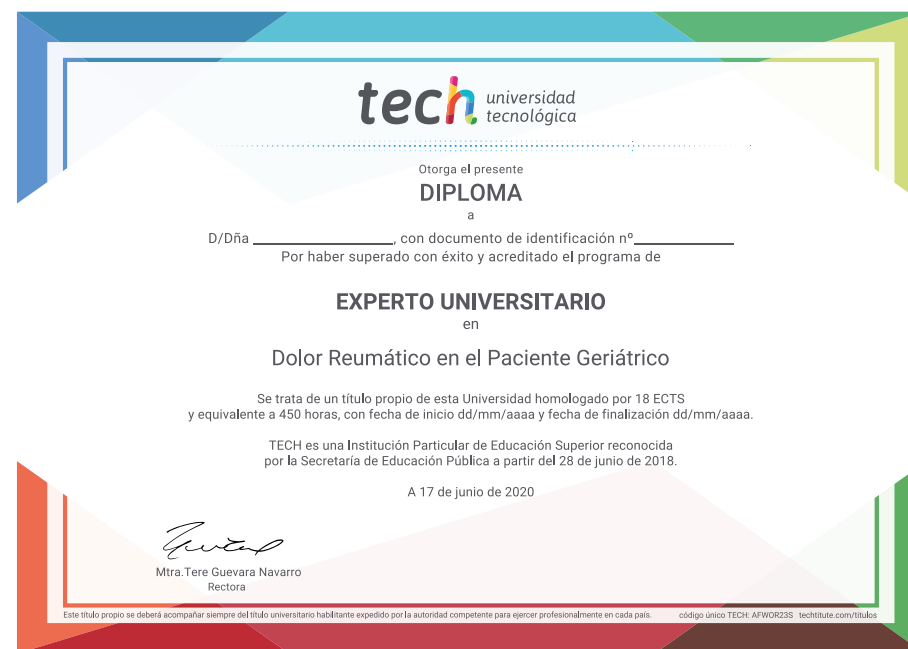 tech universidad
tecnológica
Otorga el presente
DIPLOMA
a
D/Dña ______________, con documento de identificación nº__________
Por haber superado con éxito y acreditado el programa de
EXPERTO UNIVERSITARIO
en
Dolor Reumático en el Paciente Geriátrico
Se trata de un título propio de esta Universidad homologado por 18 ECTS
y equivalente a 450 horas, con fecha de inicio dd/mm/aaaa y fecha de finalización dd/mm/aaaa.
TECH es una Institución Particular de Educación Superior reconocida
por la Secretaría de Educación Pública a partir del 28 de junio de 2018.
A 17 de junio de 2020
Mtra.Tere Guevara Navarro
Rectora
Este título propio se deberá acompañar siempre del título universitario habilitante expedido por la autoridad competente para ejercer profesionalmente en cada país. código único TECH: AFWOR23S techtitute.com/titulos